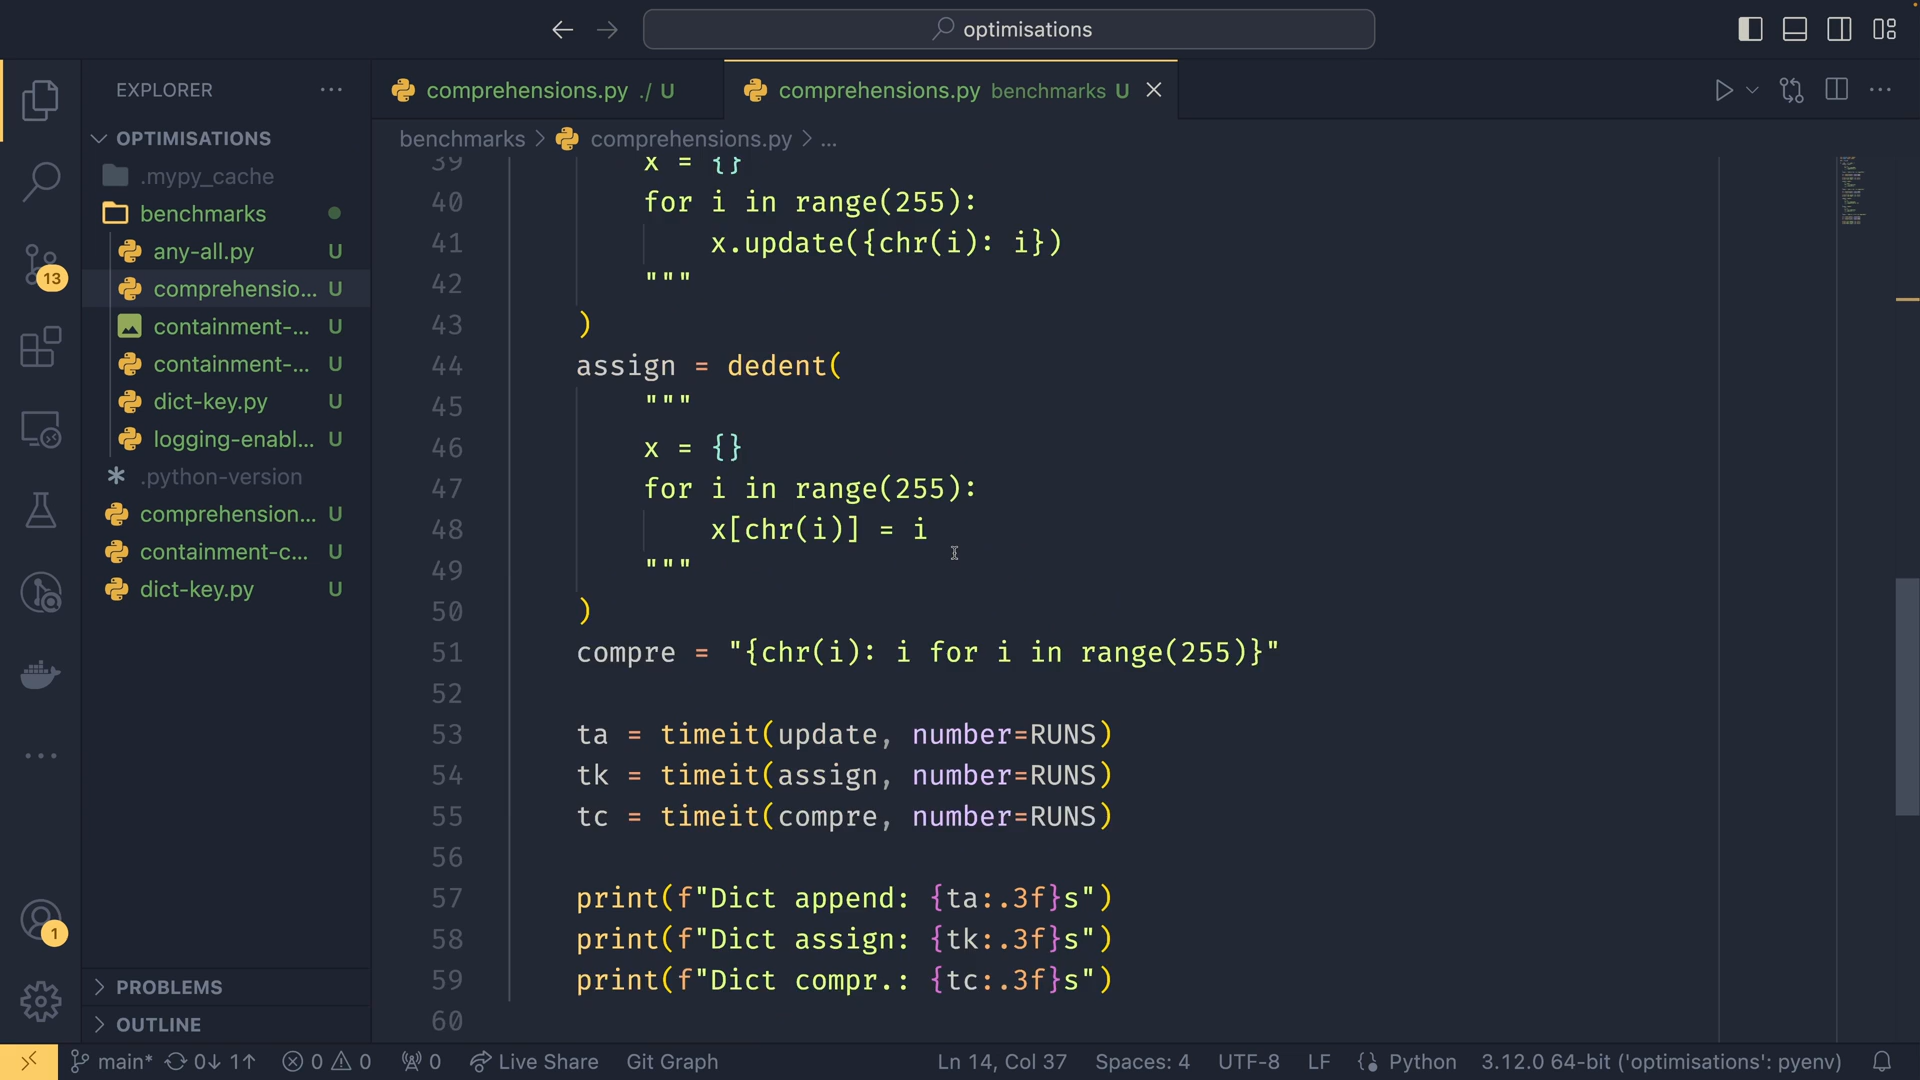 optimisations
EXPLORER
OPTIMISATIONS
.mypy_cache
benchmarks
any-all.py U
comprehensio... U
containment-... U
containment-... U
dict-key.py U
logging-enabl... U
.python-version
comprehension... U
containment-c... U
dict-key.py U
PROBLEMS
OUTLINE
13
1
comprehensions.py ./ U
comprehensions.py benchmarks U
benchmarks > comprehensions.py > ...
39 x = {}
40 for i in range(255):
41 x.update({chr(i): i})
42 """
43 )
44 assign = dedent(
45 """
46 x = {}
47 for i in range(255):
48 x[chr(i)] = i
49 """
50 )
51 compre = "{chr(i): i for i in range(255)}"
52
53 ta = timeit(update, number=RUNS)
54 tk = timeit(assign, number=RUNS)
55 tc = timeit(compre, number=RUNS)
56
57 print(f"Dict append: {ta:.3f}s")
58 print(f"Dict assign: {tk:.3f}s")
59 print(f"Dict compr.: {tc:.3f}s")
60
main* 0↓ 1↑ 0 0 0 Live Share Git Graph Ln 14, Col 37 Spaces: 4 UTF-8 LF Python 3.12.0 64-bit ('optimisations': pyenv)